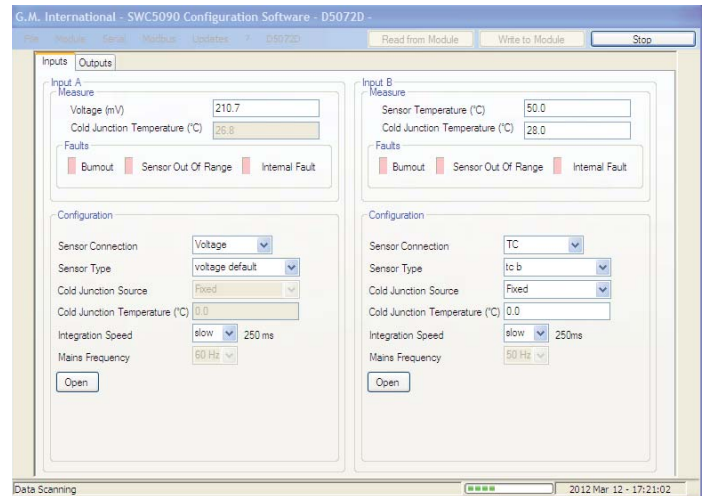 G.M. International - SWC5090 Configuration Software - D5072D -
File Module Serial Modbus Updates ? D5072D Read from Module Write to Module Stop
Inputs Outputs
Input A
Measure
Voltage (mV) 210.7
Cold Junction Temperature (°C) 26.8
Faults
Burnout Sensor Out Of Range Internal Fault
Configuration
Sensor Connection Voltage
Sensor Type voltage default
Cold Junction Source Fixed
Cold Junction Temperature (°C) 0.0
Integration Speed slow 250 ms
Mains Frequency 60 Hz
Open
Input B
Measure
Sensor Temperature (°C) 50.0
Cold Junction Temperature (°C) 28.0
Faults
Burnout Sensor Out Of Range Internal Fault
Configuration
Sensor Connection TC
Sensor Type tc b
Cold Junction Source Fixed
Cold Junction Temperature (°C) 0.0
Integration Speed slow 250ms
Mains Frequency 50 Hz
Open
Data Scanning 2012 Mar 12 - 17:21:02